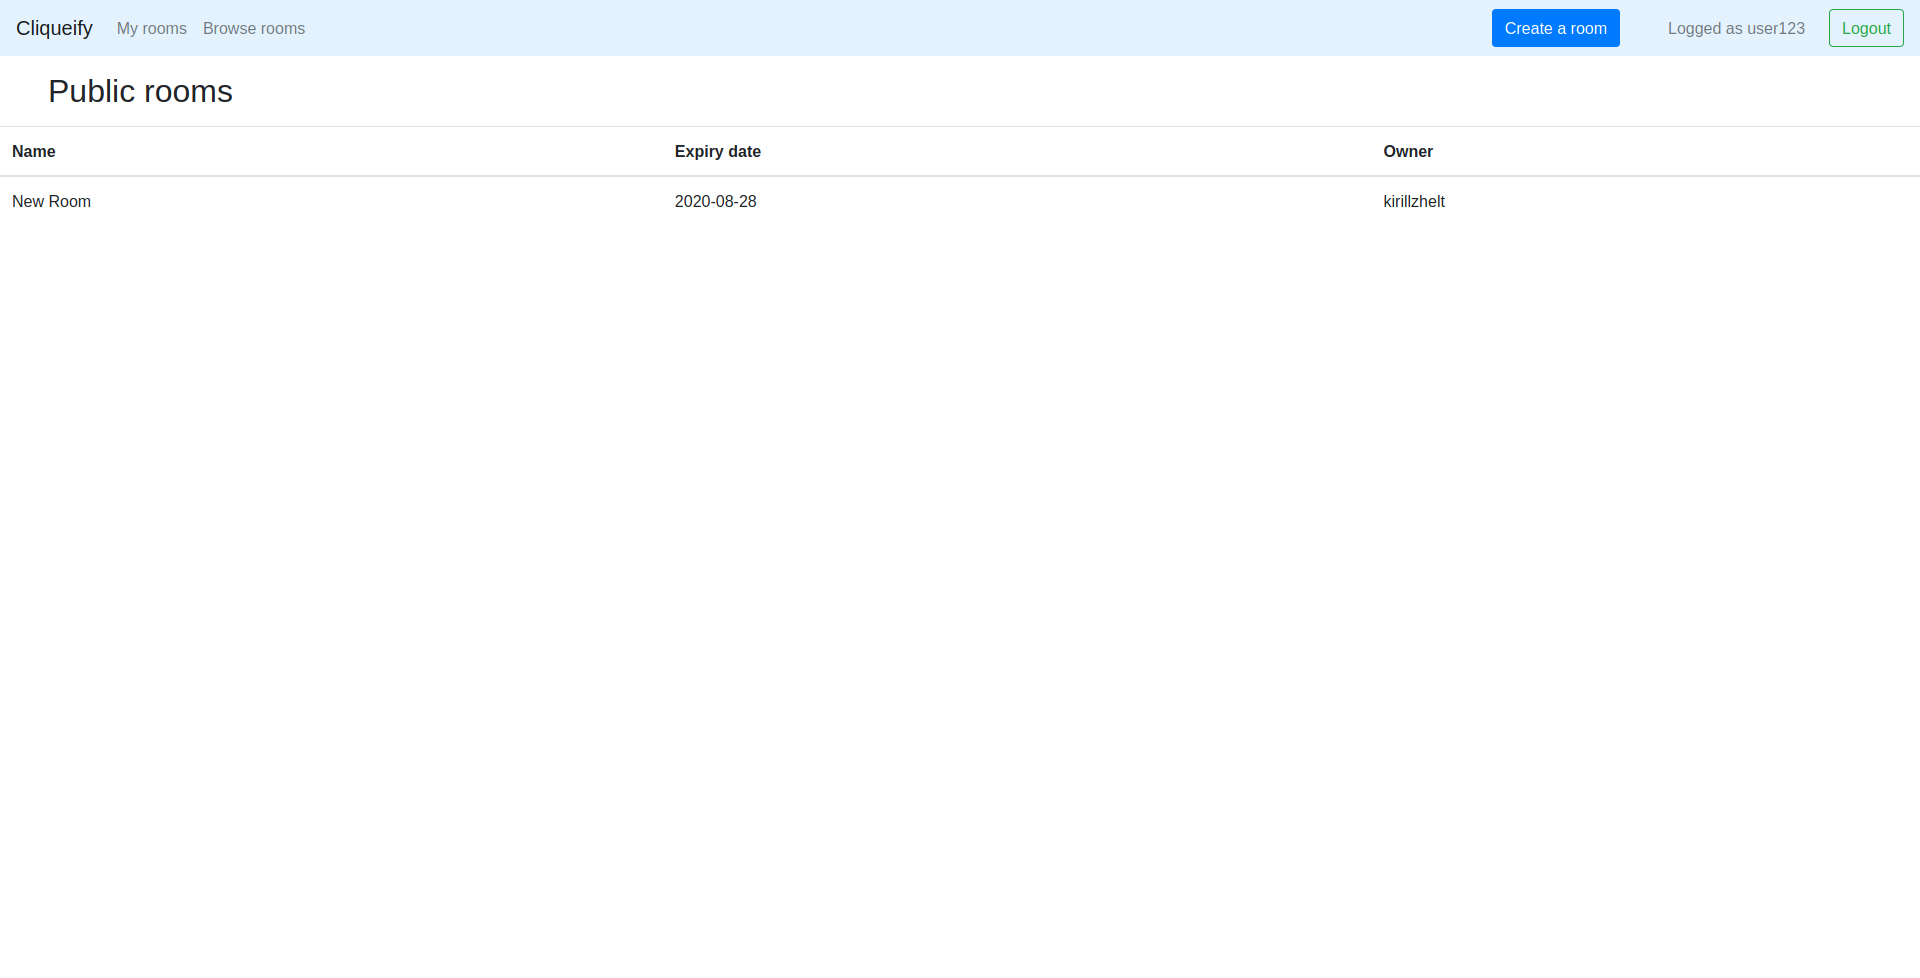 Cliqueify My rooms Browse rooms Create a room Logged as user123 Logout
Public rooms
Name Expiry date Owner
New Room 2020-08-28 kirillzhelt